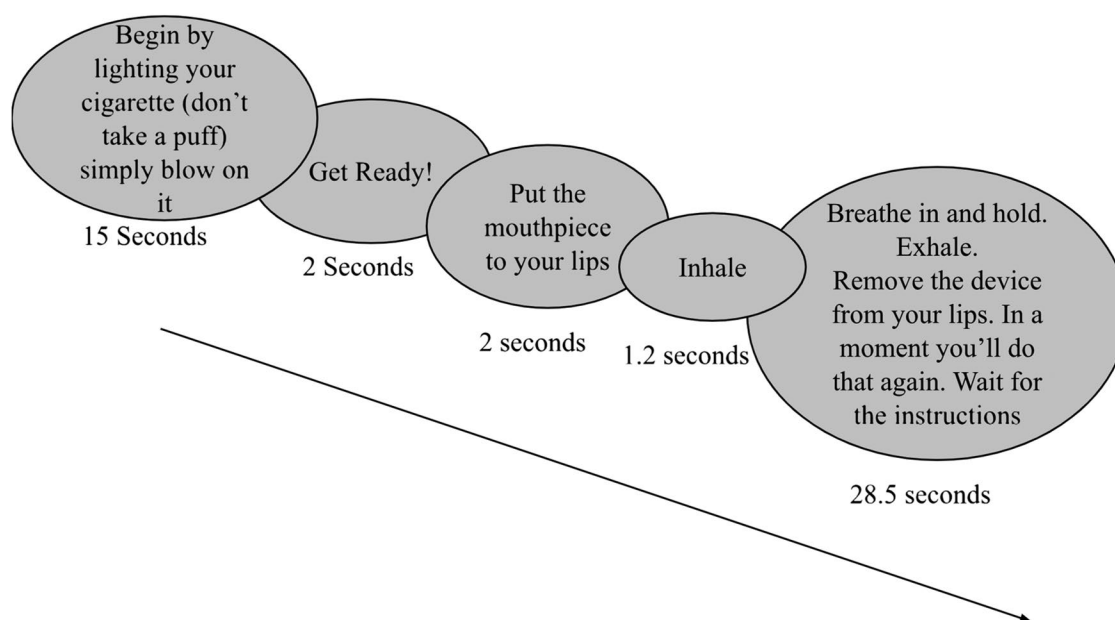 Begin by
lighting your
cigarette (don't
take a puff)
simply blow on
it
15 Seconds
Get Ready!
2 Seconds
Put the
mouthpiece
to your lips
2 seconds
Inhale
1.2 seconds
Breathe in and hold.
Exhale.
Remove the device
from your lips. In a
moment you’ll do
that again. Wait for
the instructions
28.5 seconds